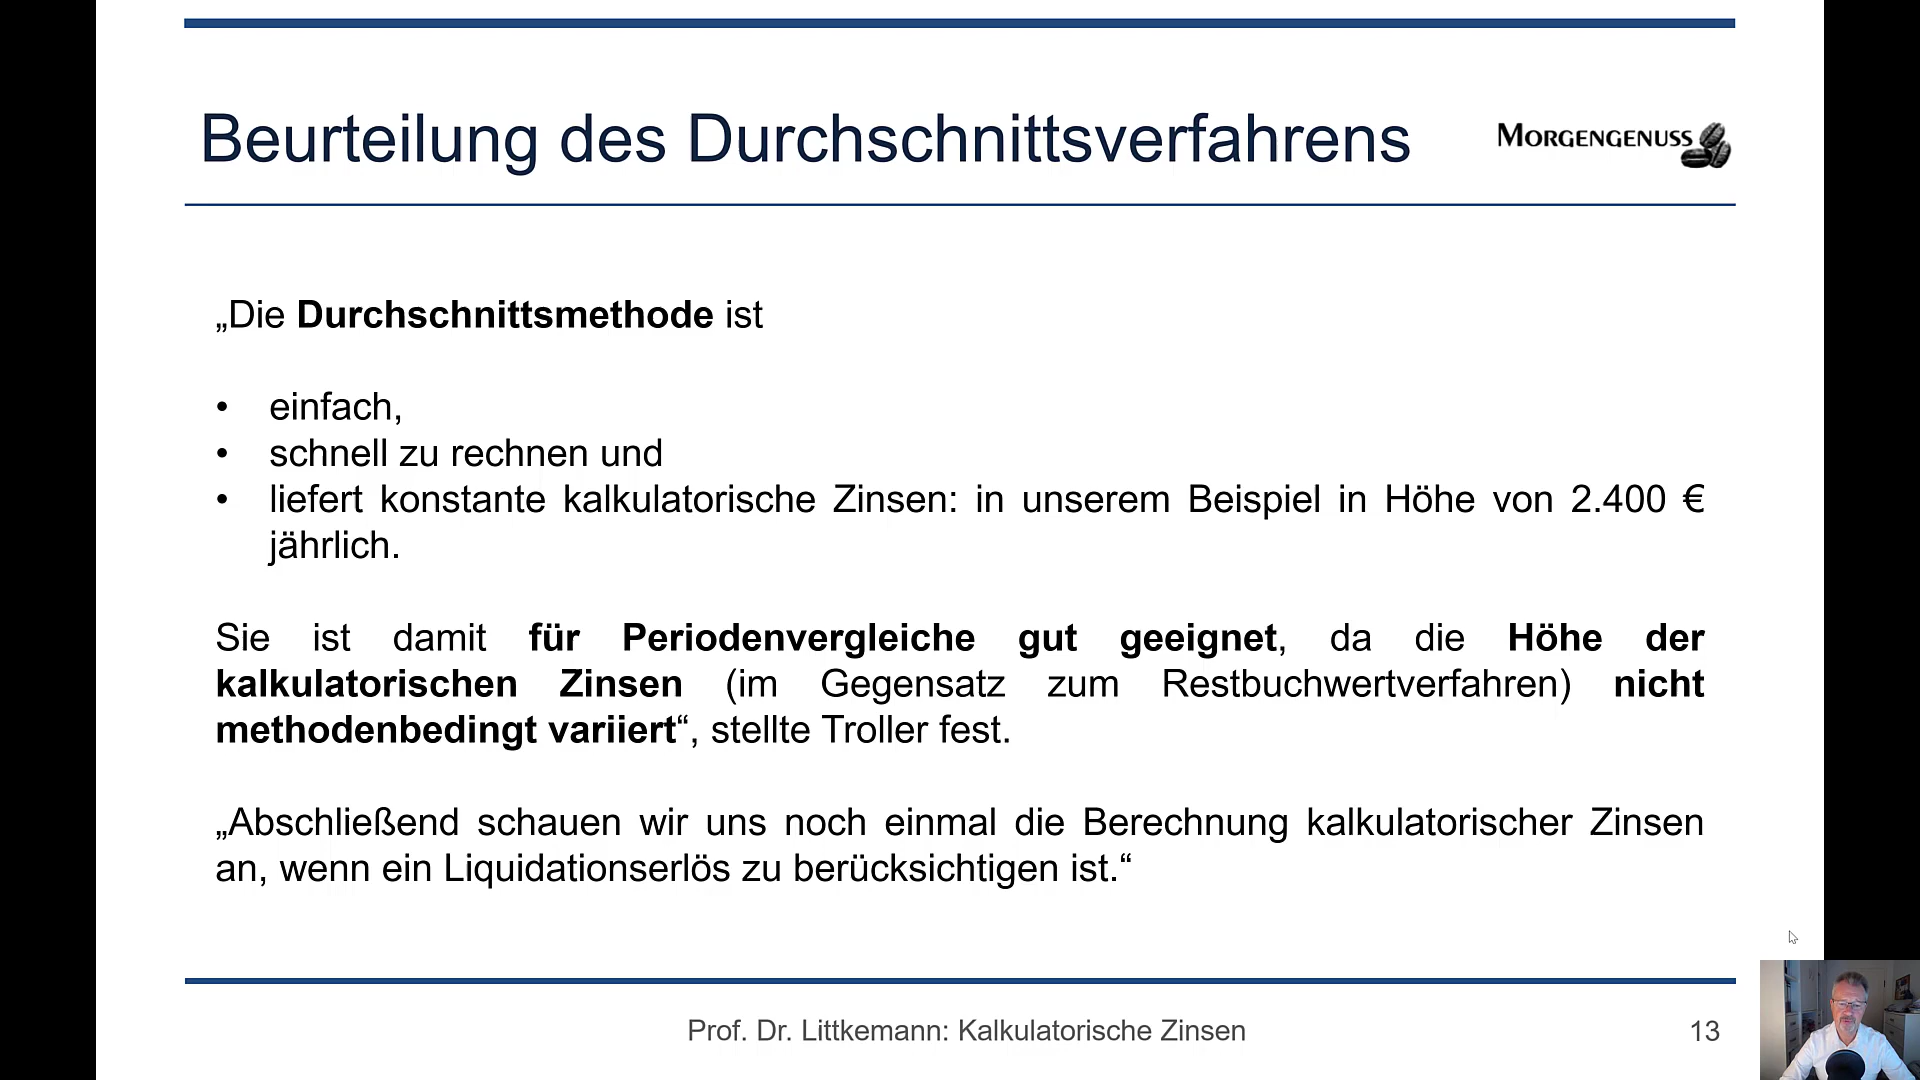 Beurteilung des Durchschnittsverfahrens
MORGENGENUSS
„Die Durchschnittsmethode ist
• einfach,
• schnell zu rechnen und
• liefert konstante kalkulatorische Zinsen: in unserem Beispiel in Höhe von 2.400 €
jährlich.
Sie ist damit für Periodenvergleiche gut geeignet, da die Höhe der
kalkulatorischen Zinsen (im Gegensatz zum Restbuchwertverfahren) nicht
methodenbedingt variiert“, stellte Troller fest.
„Abschließend schauen wir uns noch einmal die Berechnung kalkulatorischer Zinsen
an, wenn ein Liquidationserlös zu berücksichtigen ist.“
Prof. Dr. Littkemann: Kalkulatorische Zinsen
13